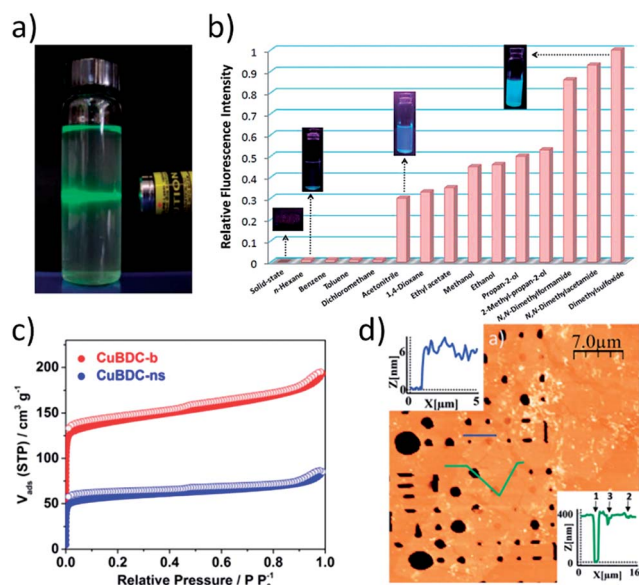 a)
TION
b)
Relative Fluorescence Intensity
1
0.9
0.8
0.7
0.6
0.5
0.4
0.3
0.2
0.1
0
Solid-state
n-Hexane
Benzene
Toluene
Dichloromethane
Acetonitrile
1,4-Dioxane
Ethyl acetate
Methanol
Ethanol
Propan-2-ol
2-Methyl-propan-2-ol
N,N-Dimethylformamide
N,N-Dimethylacetamide
Dimethylsulfoxide
c)
CuBDC-b
CuBDC-ns
V_ads (STP) / cm³ g⁻¹
200
150
100
50
0
0.0 0.2 0.4 0.6 0.8 1.0
Relative Pressure / P P₀⁻¹
d)
a)
7.0μm
Z[nm]
6
0
X[μm]
5
1 3 2
400
Z[nm]
0
X[μm]
16